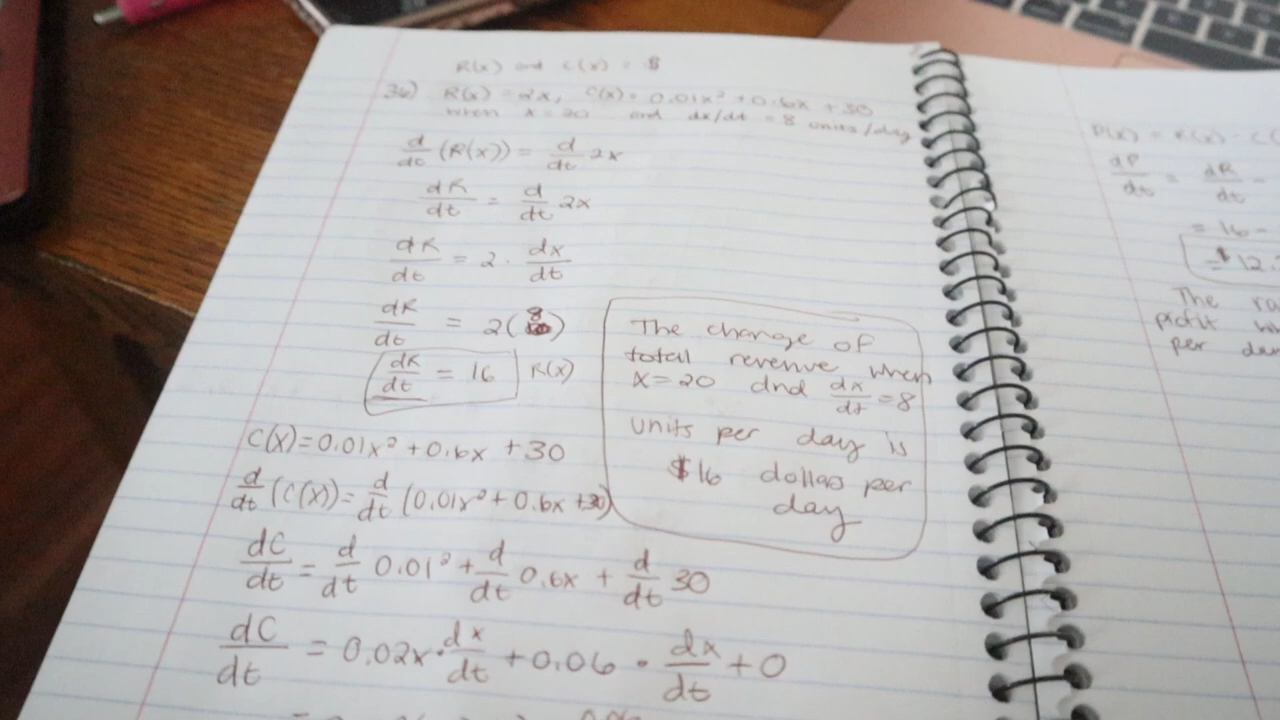 R(x) and C(x) = 8
36) R(x) = 2x, C(x) = 0.01x² + 0.6x + 30
when x = 20 and dx/dt = 8 units/day
d/dt (R(x)) = d/dt 2x
dR/dt = d/dt 2x
dR/dt = 2 · dx/dt
dR/dt = 2(8)
dR/dt = 16 R(x)
The change of
total revenue when
x = 20 and dx/dt = 8
units per day is
$16 dollars per
day
C(x) = 0.01x² + 0.6x + 30
d/dt (C(x) = d/dt (0.01x² + 0.6x + 30)
dC/dt = d/dt 0.01² + d/dt 0.6x + d/dt 30
dC/dt = 0.02x · dx/dt + 0.06 · dx/dt + 0
P(x) = R(x) - C(
dP/dt = dR/dt -
= 16 -
$12.
The
profit
per